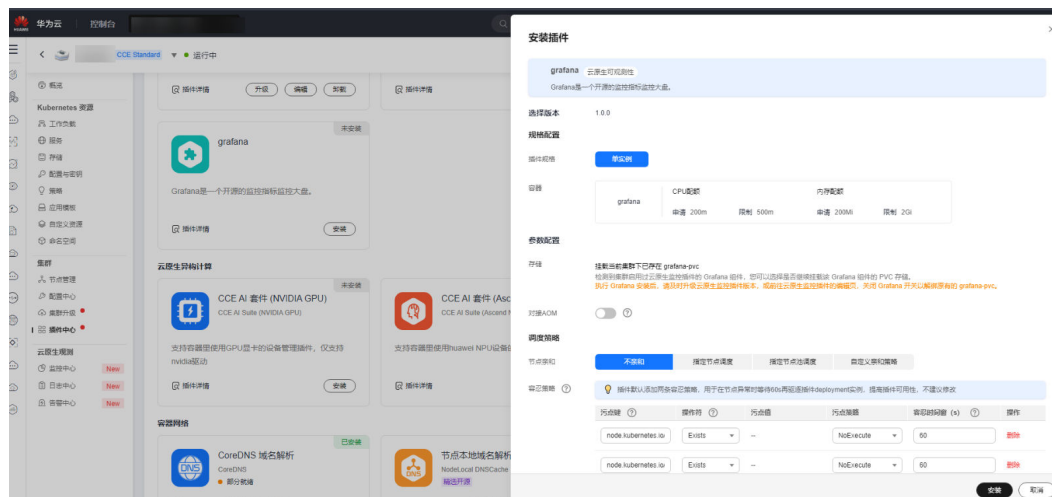 华为云
控制台
CCE Standard
运行中
概览
Kubernetes 资源
工作负载
服务
存储
配置与密钥
策略
应用模板
自定义资源
命名空间
集群
节点管理
配置中心
集群升级
插件中心
云原生观测
监控中心 New
日志中心 New
告警中心 New
插件详情 升级 编辑 卸载
插件详情
未安装
grafana
Grafana是一个开源的监控指标监控大盘。
插件详情 安装
云原生异构计算
未安装
CCE AI 套件 (NVIDIA GPU)
CCE AI Suite (NVIDIA GPU)
支持容器里使用GPU显卡的设备管理插件，仅支持
nvidia驱动
插件详情 安装
CCE AI 套件 (Asc
CCE AI Suite (Ascend N
支持容器里使用huawei NPU设备的
插件详情
容器网络
已安装
CoreDNS 域名解析
CoreDNS
部分就绪
节点本地域名解析
NodeLocal DNSCache
精选开源
安装插件
grafana 云原生可观测性
Grafana是一个开源的监控指标监控大盘。
选择版本 1.0.0
规格配置
插件规格 单实例
容器
CPU配额 内存配额
grafana
申请 200m 限制 500m 申请 200Mi 限制 2Gi
参数配置
存储 挂载当前集群下已存在 grafana-pvc
检测到集群启用过云原生监控插件的 Grafana 组件，您可以选择是否继续挂载该 Grafana 组件的 PVC 存储。
执行 Grafana 安装后，请及时升级云原生监控插件版本，或前往云原生监控插件的编辑页，关闭 Grafana 开关以解绑原有的 grafana-pvc。
对接AOM
调度策略
节点亲和 不亲和 指定节点调度 指定节点池调度 自定义亲和策略
容忍策略 插件默认添加两条容忍策略，用于在节点异常时等待60s再驱逐插件deployment实例，提高插件可用性，不建议修改
污点键 操作符 污点值 污点策略 容忍时间窗 (s) 操作
node.kubernetes.io/ Exists -- NoExecute 60 删除
node.kubernetes.io/ Exists -- NoExecute 60 删除
安装 取消